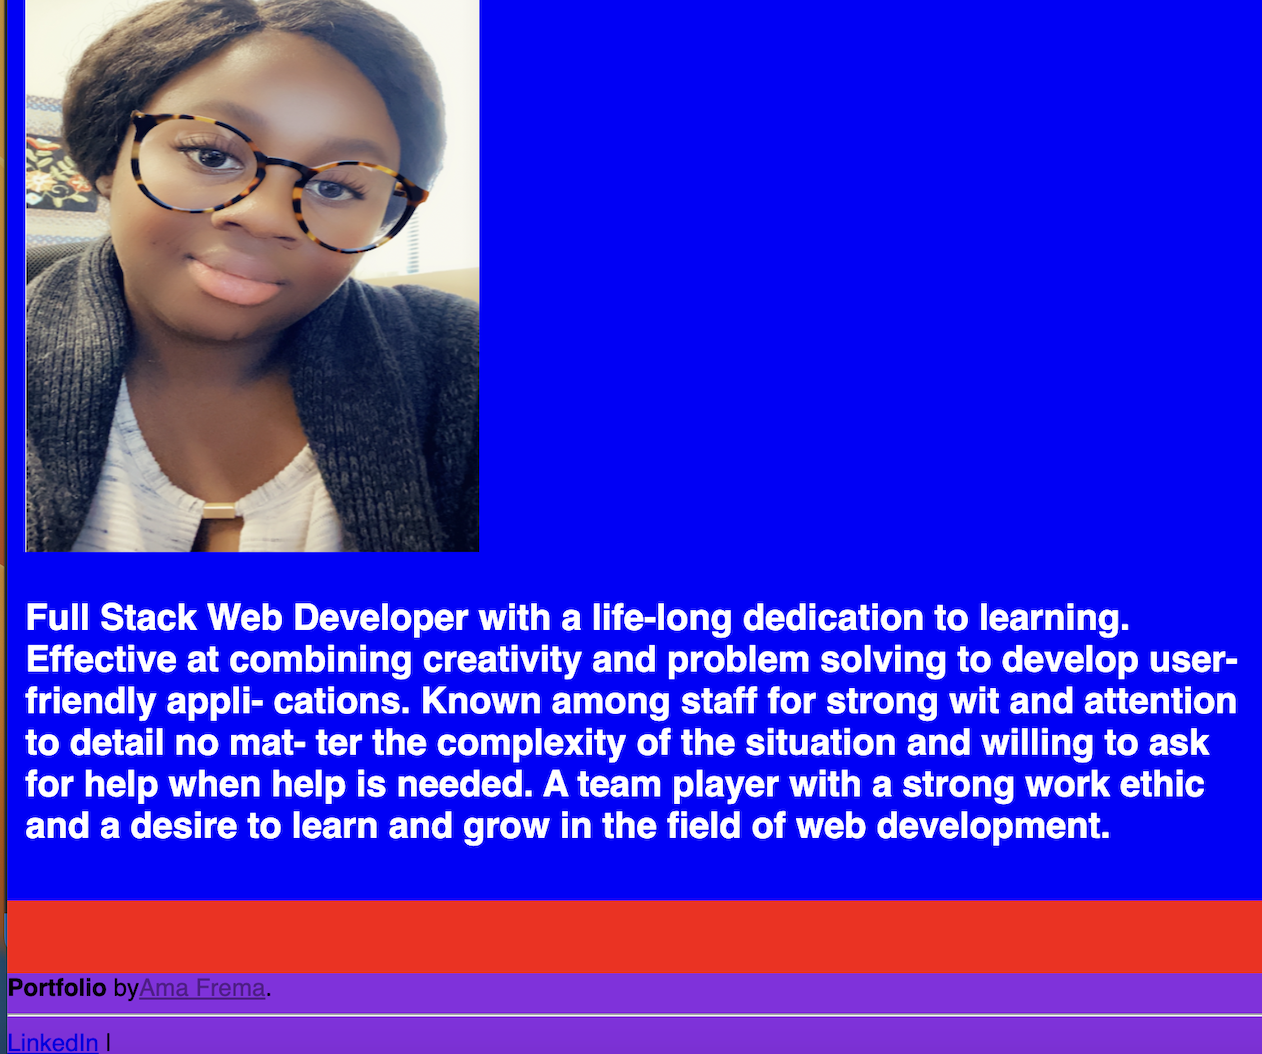 Full Stack Web Developer with a life-long dedication to learning.
Effective at combining creativity and problem solving to develop user-
friendly appli- cations. Known among staff for strong wit and attention
to detail no mat- ter the complexity of the situation and willing to ask
for help when help is needed. A team player with a strong work ethic
and a desire to learn and grow in the field of web development.
Portfolio byAma Frema.
LinkedIn |